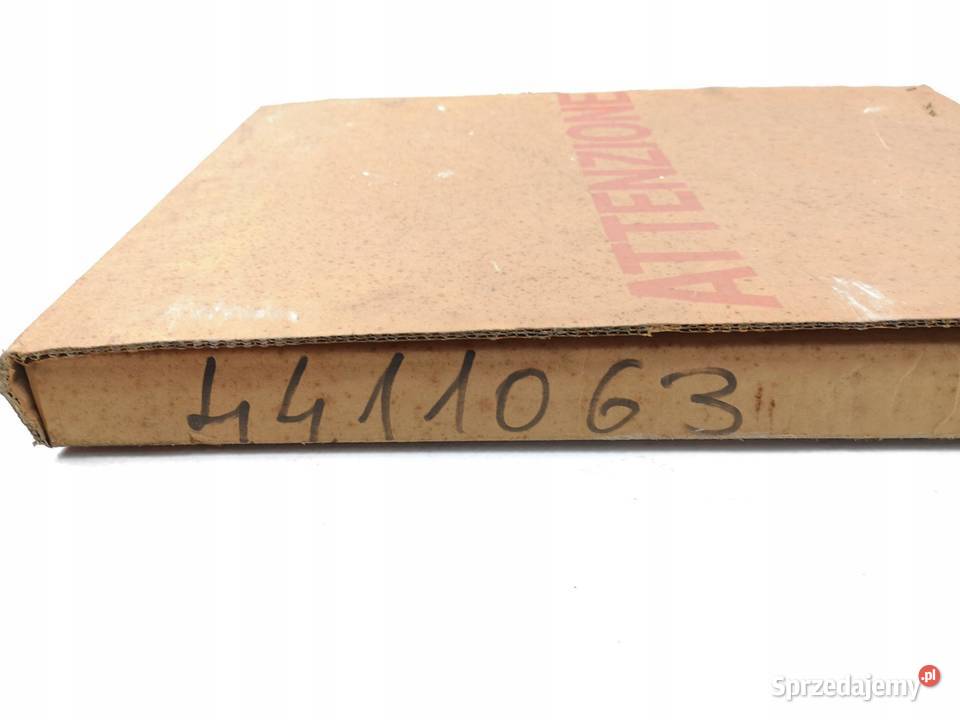 ATTENZIONE
4411063
Sprzedajemy.pl